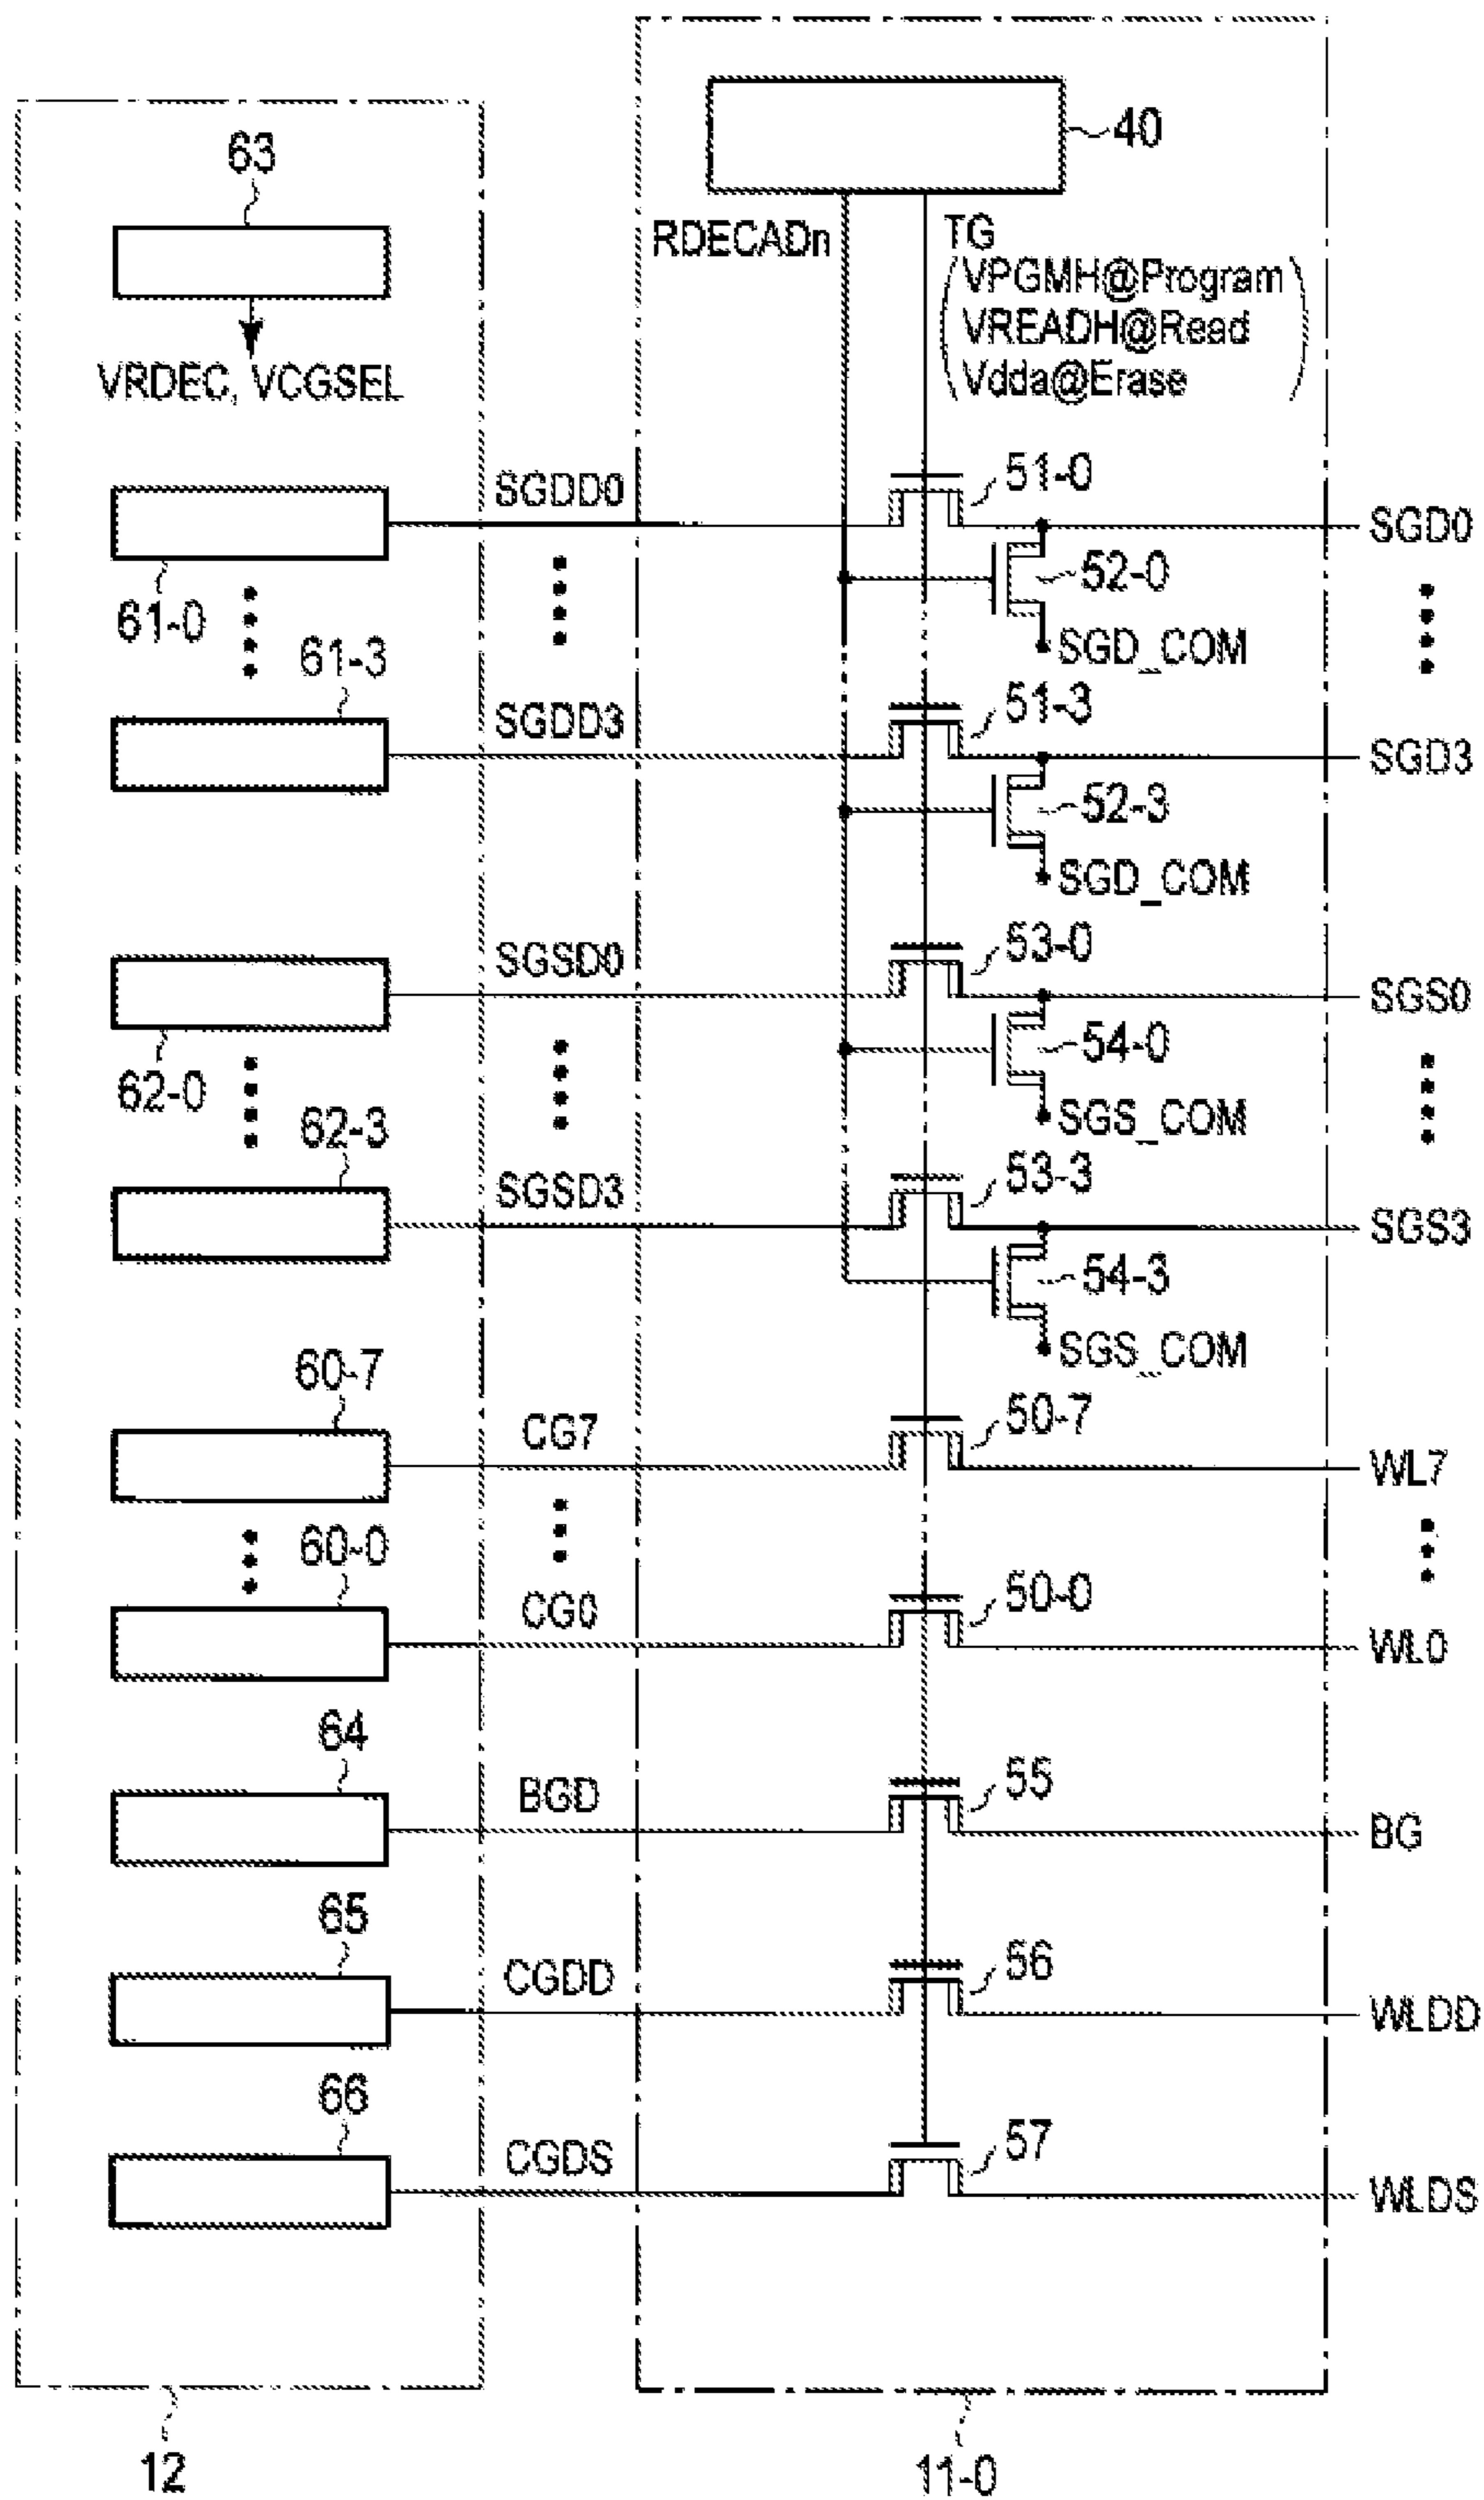 63
VRDEC, VCGSEL
40
RDECADn
TG
VPGMH@Program
VREADH@Read
Vdda@Erase
SGDD0
51-0
SGD0
61-0
52-0
SGD_COM
61-3
SGDD3
51-3
SGD3
52-3
SGD_COM
SGSD0
53-0
SGS0
62-0
54-0
SGS_COM
62-3
SGSD3
53-3
SGS3
54-3
SGS_COM
60-7
CG7
50-7
WL7
60-0
CG0
50-0
WL0
64
BGD
55
BG
65
CGDD
56
WLDD
66
CGDS
57
WLDS
12
11-0